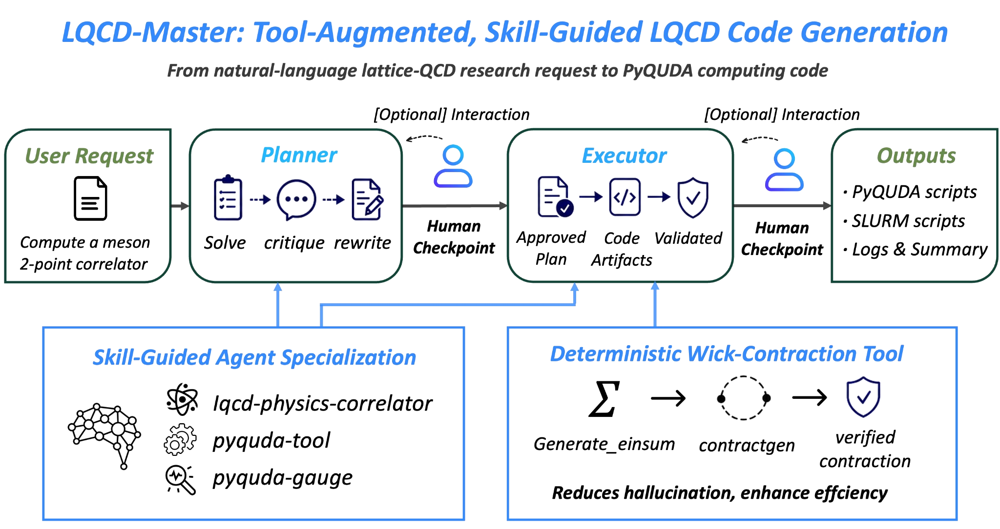 LQCD-Master: Tool-Augmented, Skill-Guided LQCD Code Generation
From natural-language lattice-QCD research request to PyQUDA computing code
[Optional] Interaction
[Optional] Interaction
User Request
Compute a meson
2-point correlator
Planner
Solve
critique
rewrite
Human
Checkpoint
Executor
Approved
Plan
Code
Artifacts
Validated
Human
Checkpoint
Outputs
· PyQUDA scripts
· SLURM scripts
· Logs & Summary
Skill-Guided Agent Specialization
lqcd-physics-correlator
pyquda-tool
pyquda-gauge
Deterministic Wick-Contraction Tool
Σ
Generate_einsum
contractgen
verified
contraction
Reduces hallucination, enhance effciency